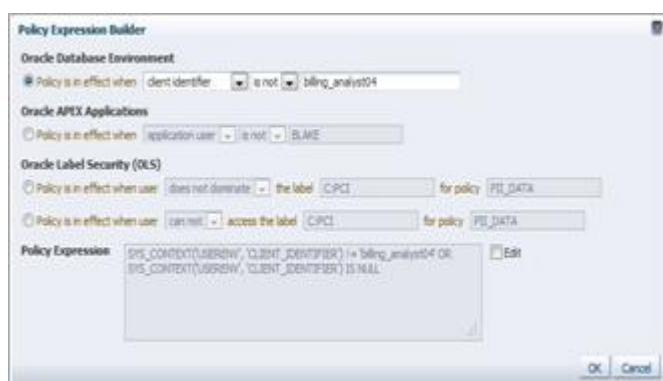 Policy Expression Builder
Oracle Database Environment
Policy is in effect when client identifier is not billing_analyst04
Oracle APEX Applications
Policy is in effect when application user is not BLAKE
Oracle Label Security (OLS)
Policy is in effect when user does not dominate the label C:PCI for policy PII_DATA
Policy is in effect when user can not access the label C:PCI for policy PII_DATA
Policy Expression SYS_CONTEXT('USERENV', 'CLIENT_IDENTIFIER') != 'billing_analyst04' OR Edit
SYS_CONTEXT('USERENV', 'CLIENT_IDENTIFIER') IS NULL
OK Cancel